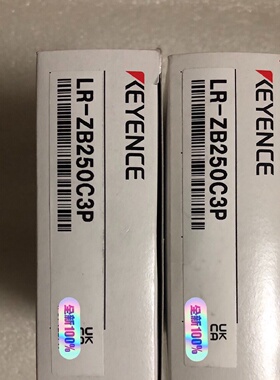 KEYENCE
LR-ZB250C3P
UK
CA
全新100%
KEYENCE
LR-ZB250C3P
UK
CA
全新100%